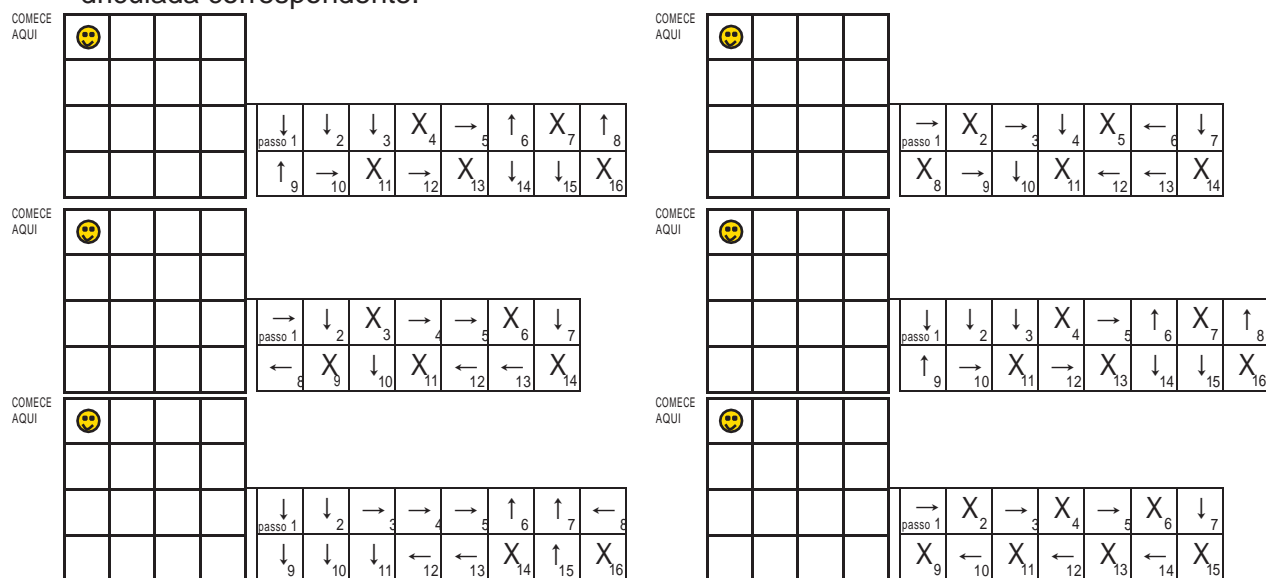 driculada correspondente.
COMECE
AQUI
↓ passo 1 ↓ 2 ↓ 3 X 4 → 5 ↑ 6 X 7 ↑ 8
↑ 9 → 10 X 11 → 12 X 13 ↓ 14 ↓ 15 X 16
COMECE
AQUI
→ passo 1 X 2 → 3 ↓ 4 X 5 ← 6 ↓ 7
X 8 → 9 ↓ 10 X 11 ← 12 ← 13 X 14
COMECE
AQUI
→ passo 1 ↓ 2 X 3 → 4 → 5 X 6 ↓ 7
← 8 X 9 ↓ 10 X 11 ← 12 ← 13 X 14
COMECE
AQUI
↓ passo 1 ↓ 2 ↓ 3 X 4 → 5 ↑ 6 X 7 ↑ 8
↑ 9 → 10 X 11 → 12 X 13 ↓ 14 ↓ 15 X 16
COMECE
AQUI
↓ passo 1 ↓ 2 → 3 → 4 → 5 ↑ 6 ↑ 7 ← 8
↓ 9 ↓ 10 ↓ 11 ← 12 ← 13 X 14 ↑ 15 X 16
COMECE
AQUI
→ passo 1 X 2 → 3 X 4 → 5 X 6 ↓ 7
X 9 ← 10 X 11 ← 12 X 13 ← 14 X 15